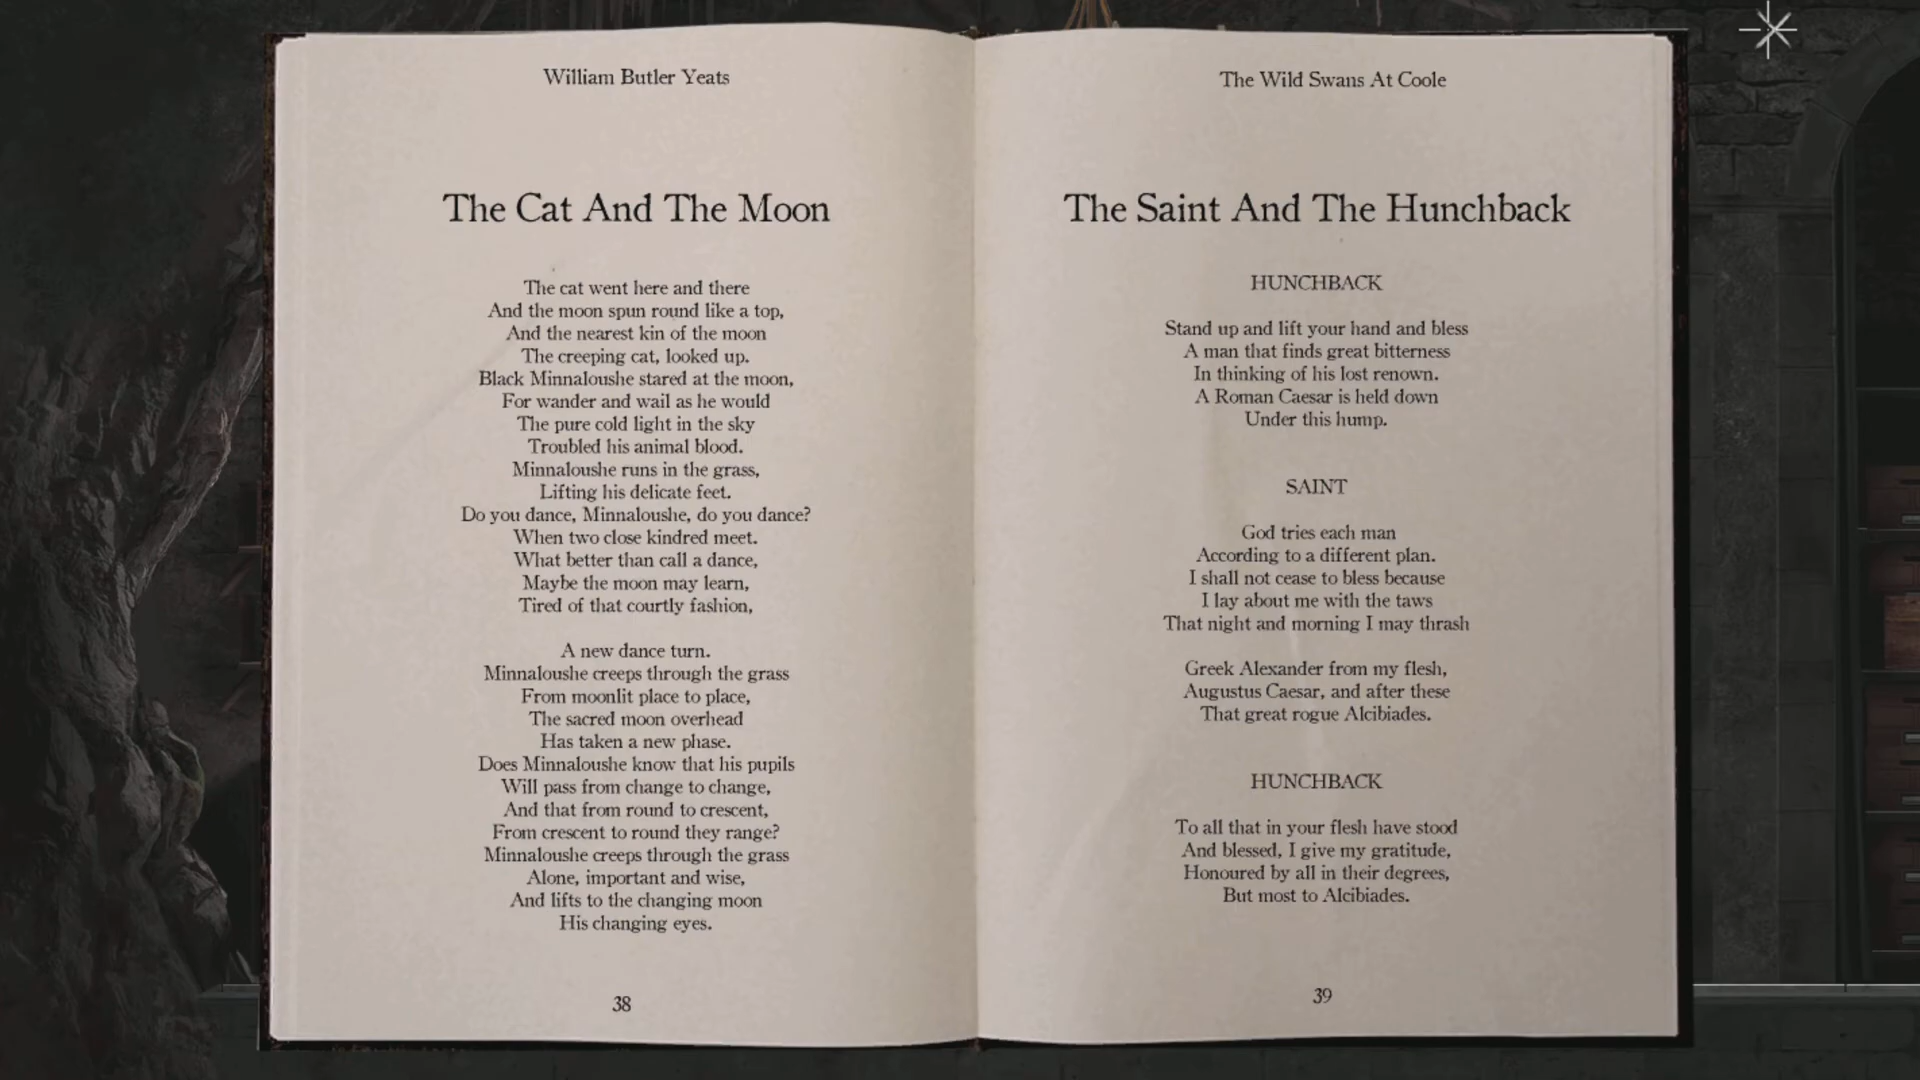 William Butler Yeats
The Cat And The Moon
The cat went here and there
And the moon spun round like a top,
And the nearest kin of the moon
The creeping cat, looked up.
Black Minnaloushe stared at the moon,
For wander and wail as he would
The pure cold light in the sky
Troubled his animal blood.
Minnaloushe runs in the grass,
Lifting his delicate feet.
Do you dance, Minnaloushe, do you dance?
When two close kindred meet.
What better than call a dance,
Maybe the moon may learn,
Tired of that courtly fashion,
A new dance turn.
Minnaloushe creeps through the grass
From moonlit place to place,
The sacred moon overhead
Has taken a new phase.
Does Minnaloushe know that his pupils
Will pass from change to change,
And that from round to crescent,
From crescent to round they range?
Minnaloushe creeps through the grass
Alone, important and wise,
And lifts to the changing moon
His changing eyes.
38
The Wild Swans At Coole
The Saint And The Hunchback
HUNCHBACK
Stand up and lift your hand and bless
A man that finds great bitterness
In thinking of his lost renown.
A Roman Caesar is held down
Under this hump.
SAINT
God tries each man
According to a different plan.
I shall not cease to bless because
I lay about me with the taws
That night and morning I may thrash
Greek Alexander from my flesh,
Augustus Caesar, and after these
That great rogue Alcibiades.
HUNCHBACK
To all that in your flesh have stood
And blessed, I give my gratitude,
Honoured by all in their degrees,
But most to Alcibiades.
39